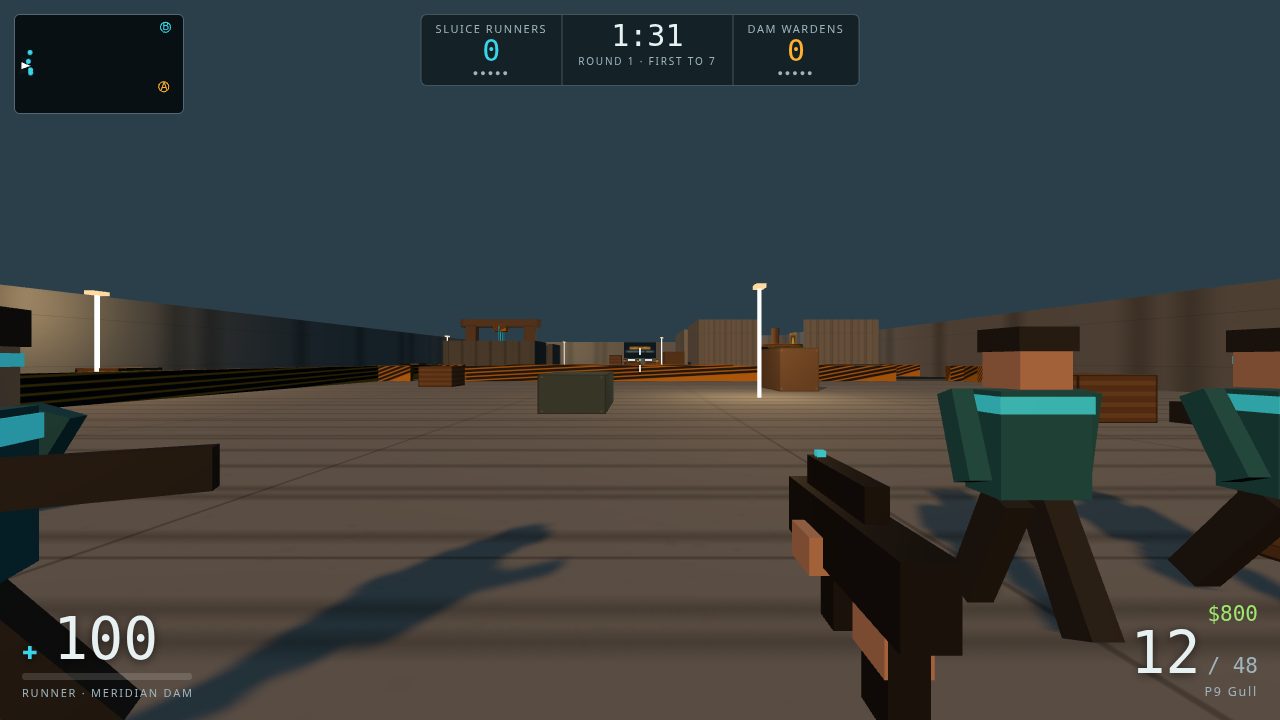 B
A
SLUICE RUNNERS
0
1:31
ROUND 1 · FIRST TO 7
DAM WARDENS
0
$800
+ 100
12 / 48
RUNNER · MERIDIAN DAM
P9 Gull